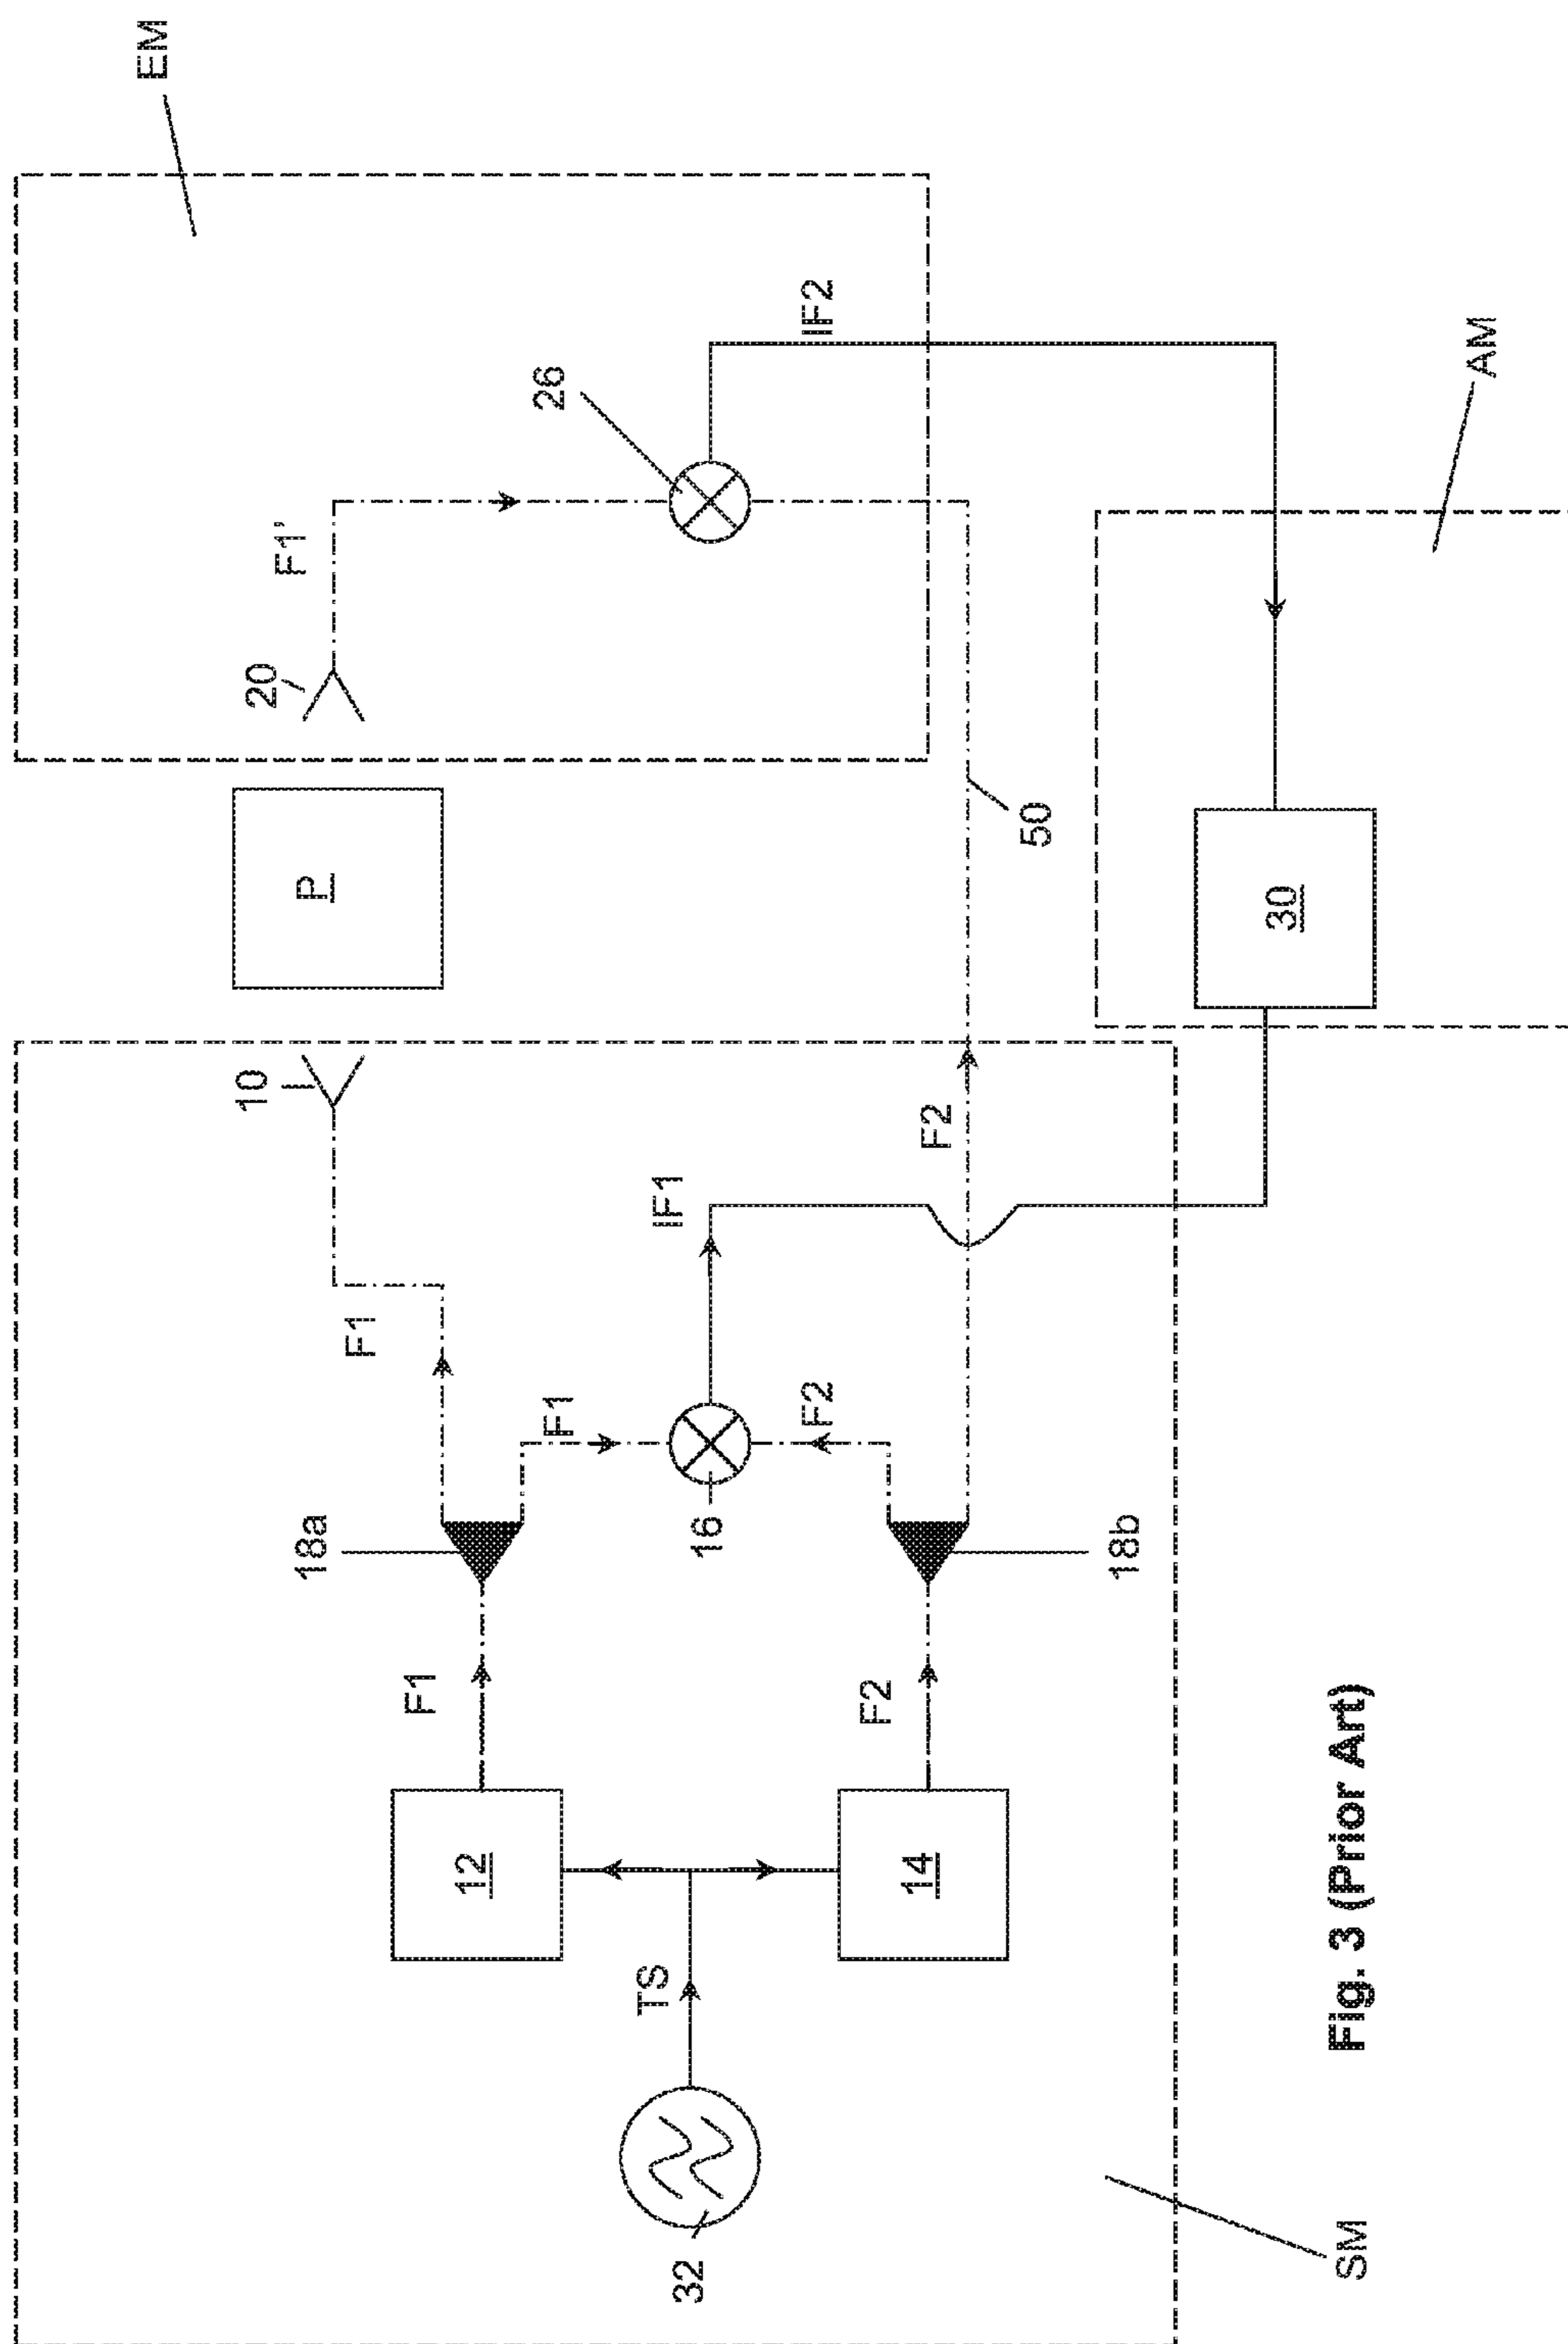 EM
20
F1'
26
IF2
P
10
F1
F1
18a
F1
12
IF1
16
F2
F2
50
TS
32
F2
14
18b
30
AM
SM
Fig. 3 (Prior Art)